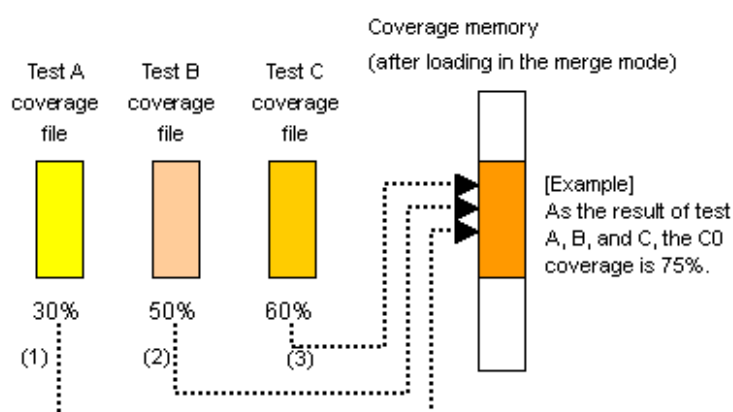 Coverage memory
(after loading in the merge mode)
Test A
coverage
file
Test B
coverage
file
Test C
coverage
file
[Example]
As the result of test
A, B, and C, the C0
coverage is 75%.
30%
50%
60%
(1)
(2)
(3)